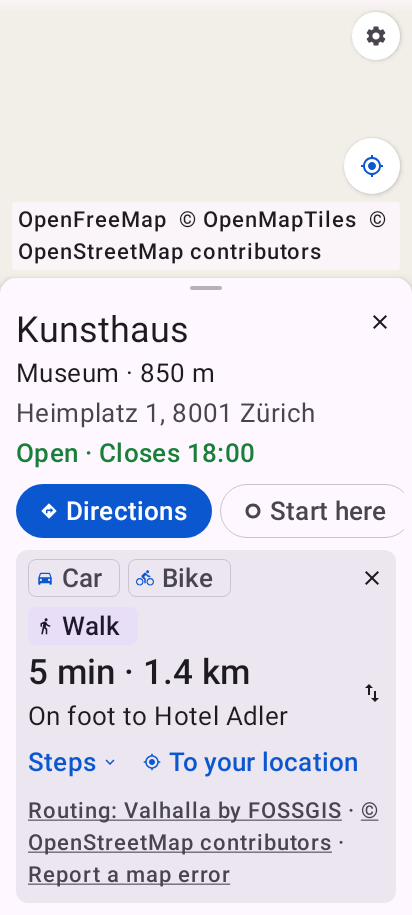 OpenFreeMap © OpenMapTiles ©
OpenStreetMap contributors
Kunsthaus
Museum · 850 m
Heimplatz 1, 8001 Zürich
Open · Closes 18:00
Directions
Start here
Car
Bike
Walk
5 min · 1.4 km
On foot to Hotel Adler
Steps
To your location
Routing: Valhalla by FOSSGIS · ©
OpenStreetMap contributors ·
Report a map error